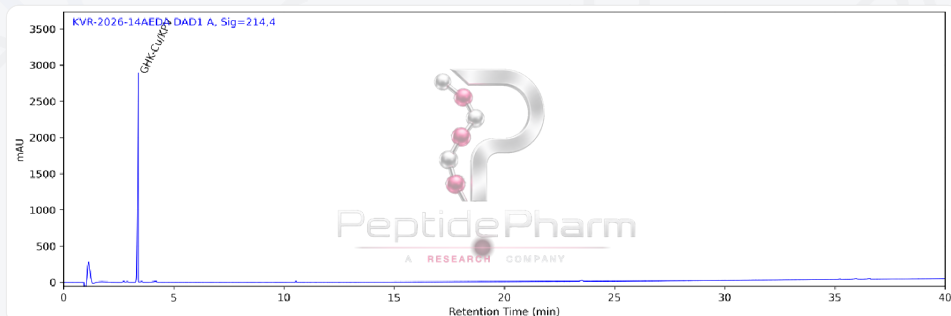 KVR-2026-14AEDA DAD1 A, Sig=214,4
GHK-Cu/KPV
3500
3000
2500
2000
1500
1000
500
0
mAU
PeptidePharm
A RESEARCH COMPANY
0 5 10 15 20 25 30 35 40
Retention Time (min)